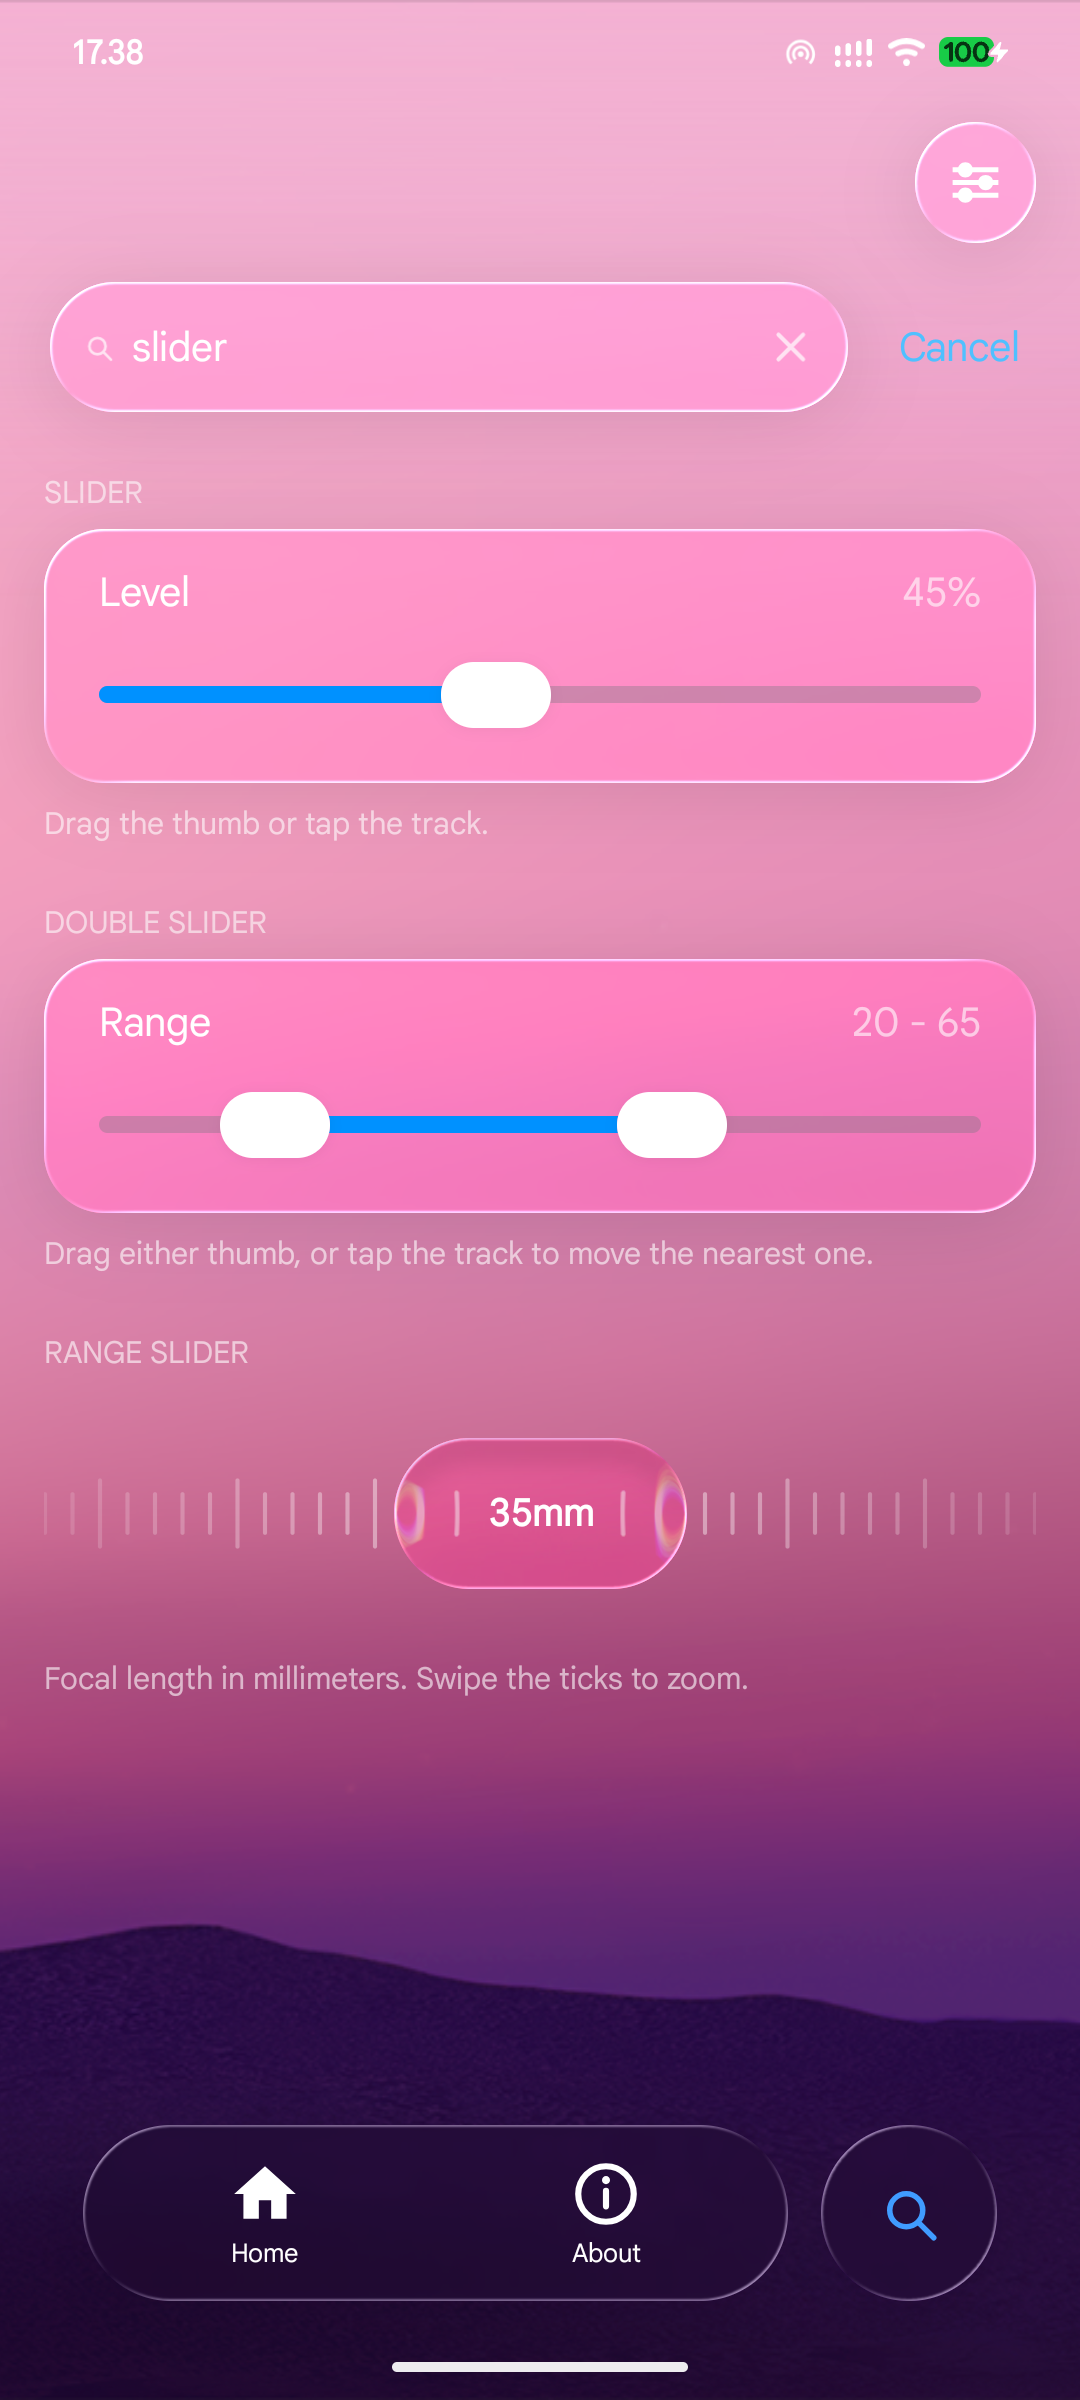 17.38
100
slider
Cancel
SLIDER
Level
45%
Drag the thumb or tap the track.
DOUBLE SLIDER
Range
20 - 65
Drag either thumb, or tap the track to move the nearest one.
RANGE SLIDER
35mm
Focal length in millimeters. Swipe the ticks to zoom.
Home
About